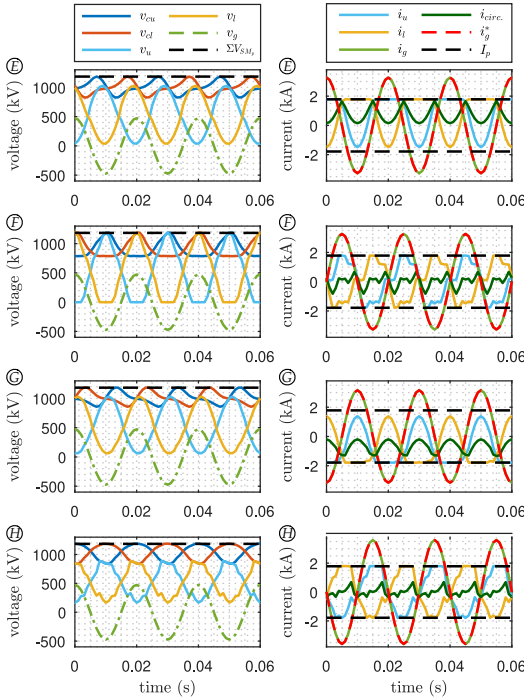 v_cu v_l
v_cl v_g
v_u ΣV_SM_s
i_u i_circ.
i_l i_g^*
i_g I_p
E
voltage (kV)
1000
500
0
-500
0 0.02 0.04 0.06
E
current (kA)
2
0
-2
0 0.02 0.04 0.06
F
voltage (kV)
1000
500
0
-500
0 0.02 0.04 0.06
F
current (kA)
2
0
-2
0 0.02 0.04 0.06
G
voltage (kV)
1000
500
0
-500
0 0.02 0.04 0.06
G
current (kA)
2
0
-2
0 0.02 0.04 0.06
H
voltage (kV)
1000
500
0
-500
0 0.02 0.04 0.06
time (s)
H
current (kA)
2
0
-2
0 0.02 0.04 0.06
time (s)